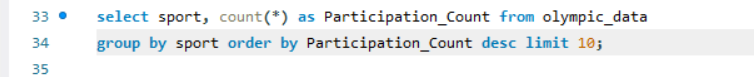 33 select sport, count(*) as Participation_Count from olympic_data
34 group by sport order by Participation_Count desc limit 10;
35